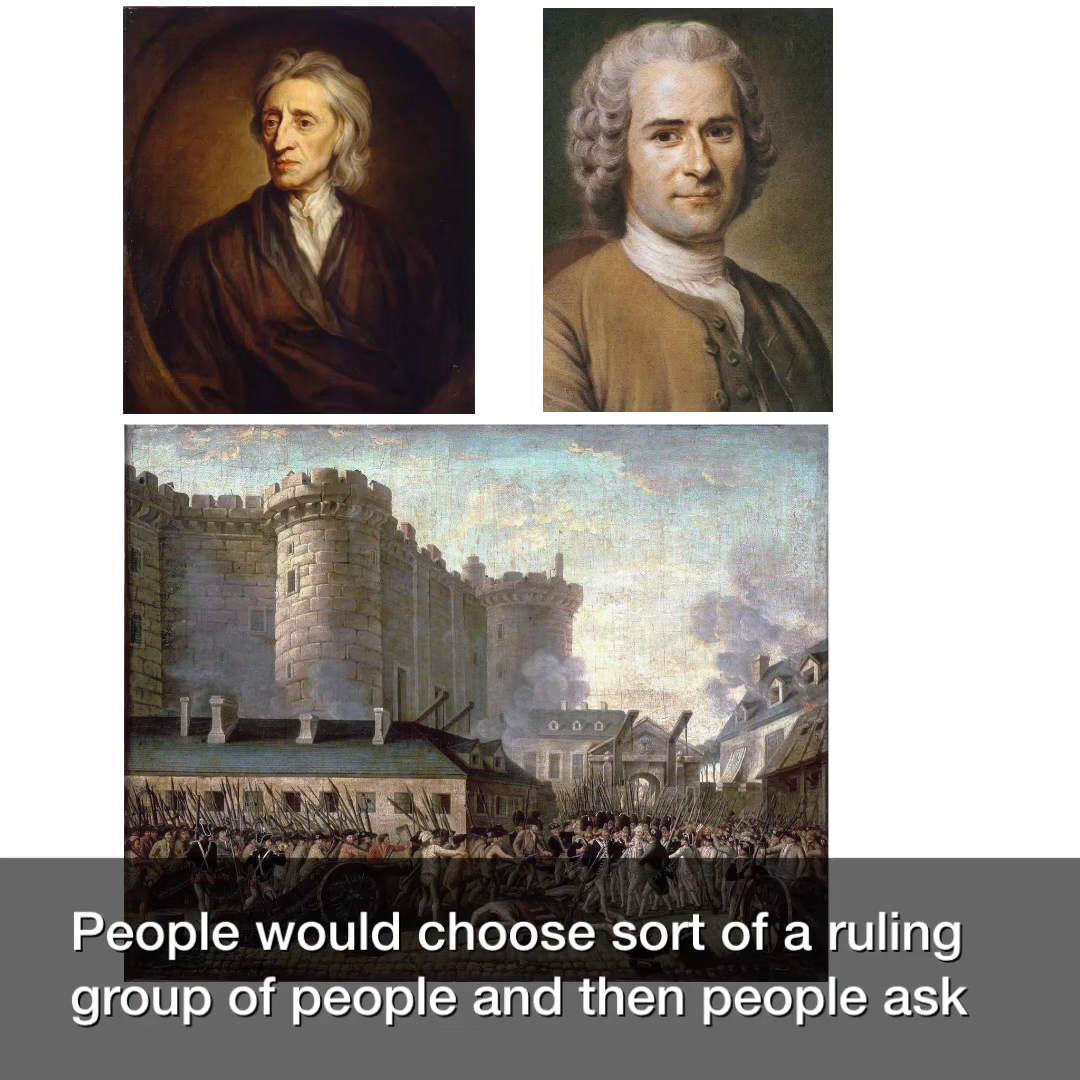 People would choose sort of a ruling
group of people and then people ask